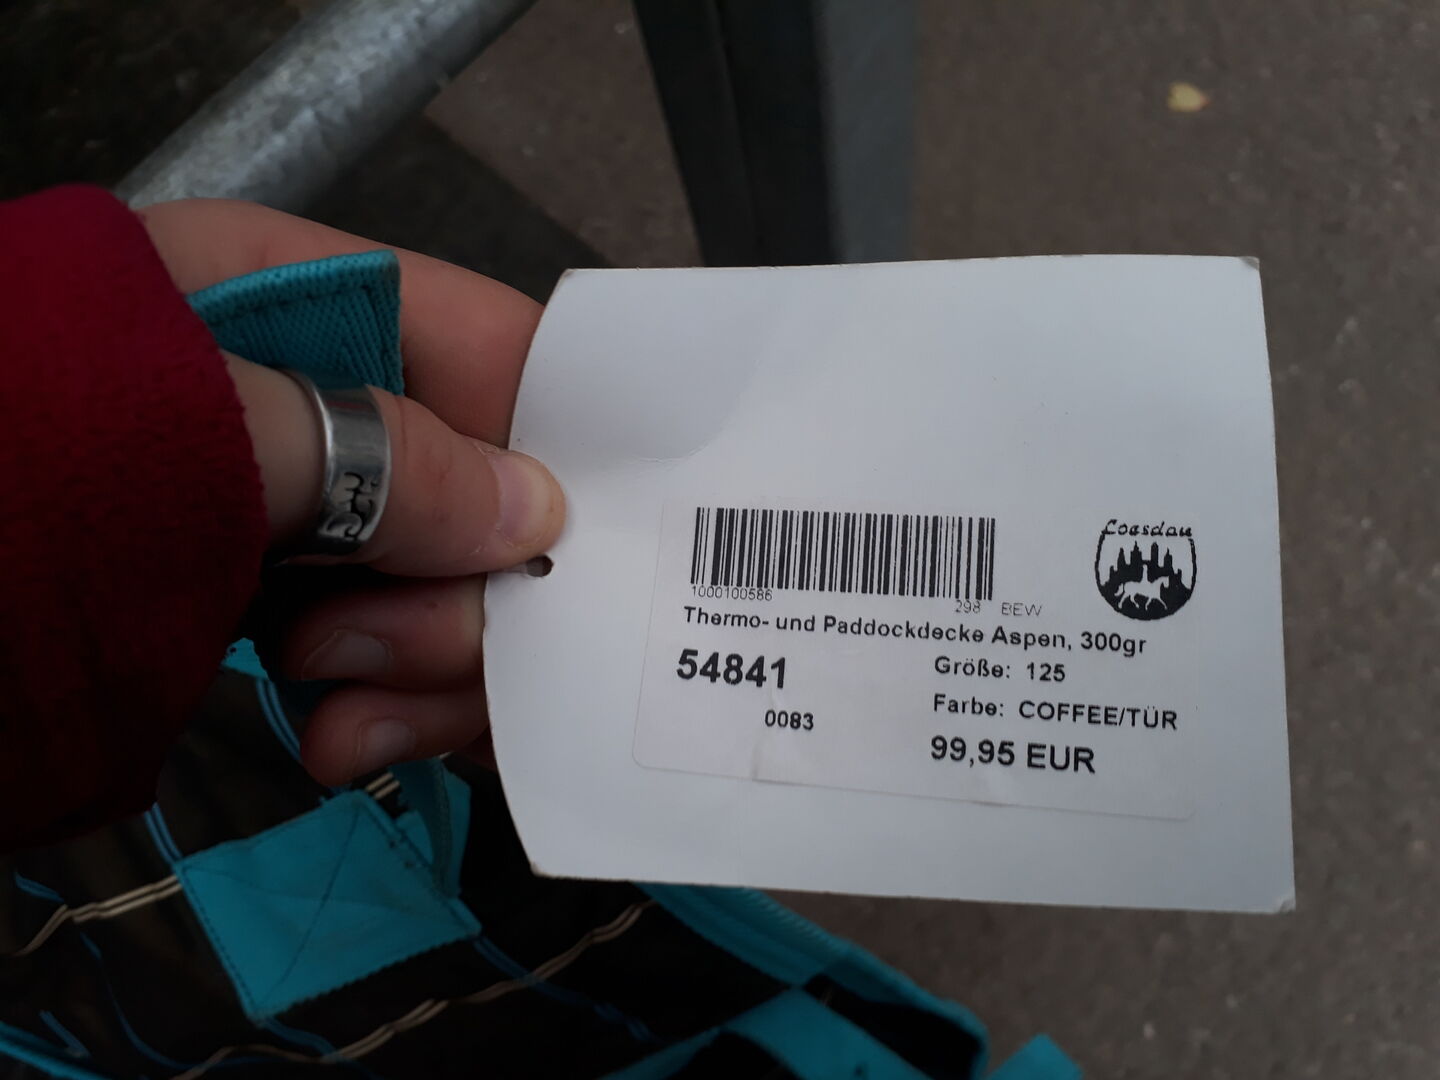 Loesdau
1000100586
298 BEW
Thermo- und Paddockdecke Aspen, 300gr
54841
Größe: 125
0083
Farbe: COFFEE/TÜR
99,95 EUR